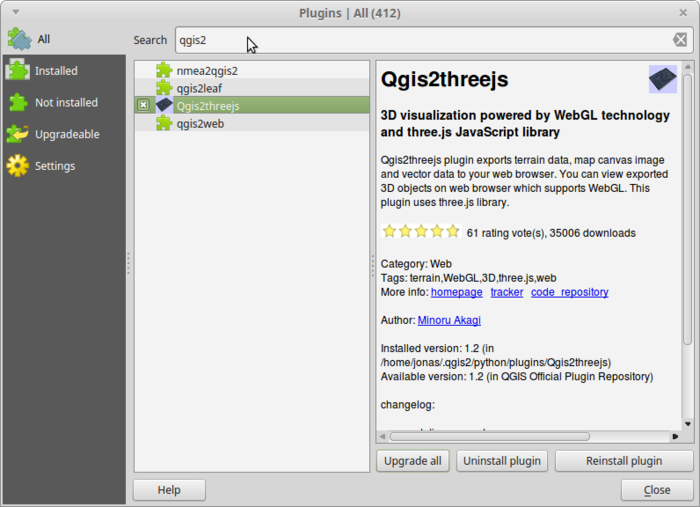 Plugins | All (412)
All
Installed
Not installed
Upgradeable
Settings
Search
qgis2
nmea2qgis2
qgis2leaf
Qgis2threejs
qgis2web
Qgis2threejs
3D visualization powered by WebGL technology
and three.js JavaScript library
Qgis2threejs plugin exports terrain data, map canvas image
and vector data to your web browser. You can view exported
3D objects on web browser which supports WebGL. This
plugin uses three.js library.
61 rating vote(s), 35006 downloads
Category: Web
Tags: terrain,WebGL,3D,three.js,web
More info: homepage tracker code_repository
Author: Minoru Akagi
Installed version: 1.2 (in
/home/jonas/.qgis2/python/plugins/Qgis2threejs)
Available version: 1.2 (in QGIS Official Plugin Repository)
changelog:
Upgrade all
Uninstall plugin
Reinstall plugin
Help
Close